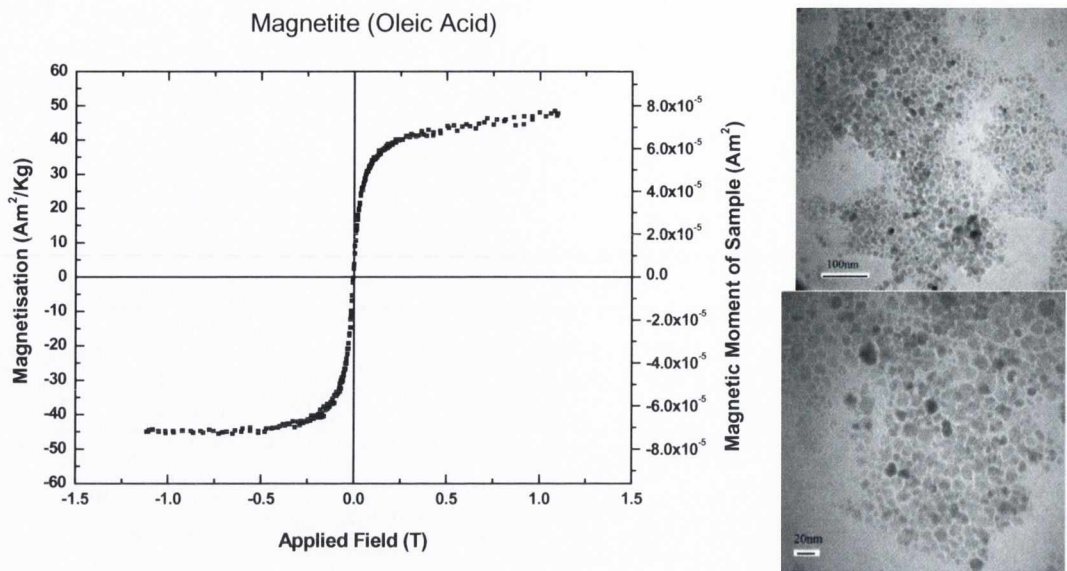 Magnetite (Oleic Acid)
60
50
40
30
20
10
0
-10
-20
-30
-40
-50
-60
Magnetisation (Am²/Kg)
-1.5
-1.0
-0.5
0.0
0.5
1.0
1.5
Applied Field (T)
8.0x10⁻⁵
6.0x10⁻⁵
4.0x10⁻⁵
2.0x10⁻⁵
0.0
-2.0x10⁻⁵
-4.0x10⁻⁵
-6.0x10⁻⁵
-8.0x10⁻⁵
Magnetic Moment of Sample (Am²)
100nm
20nm